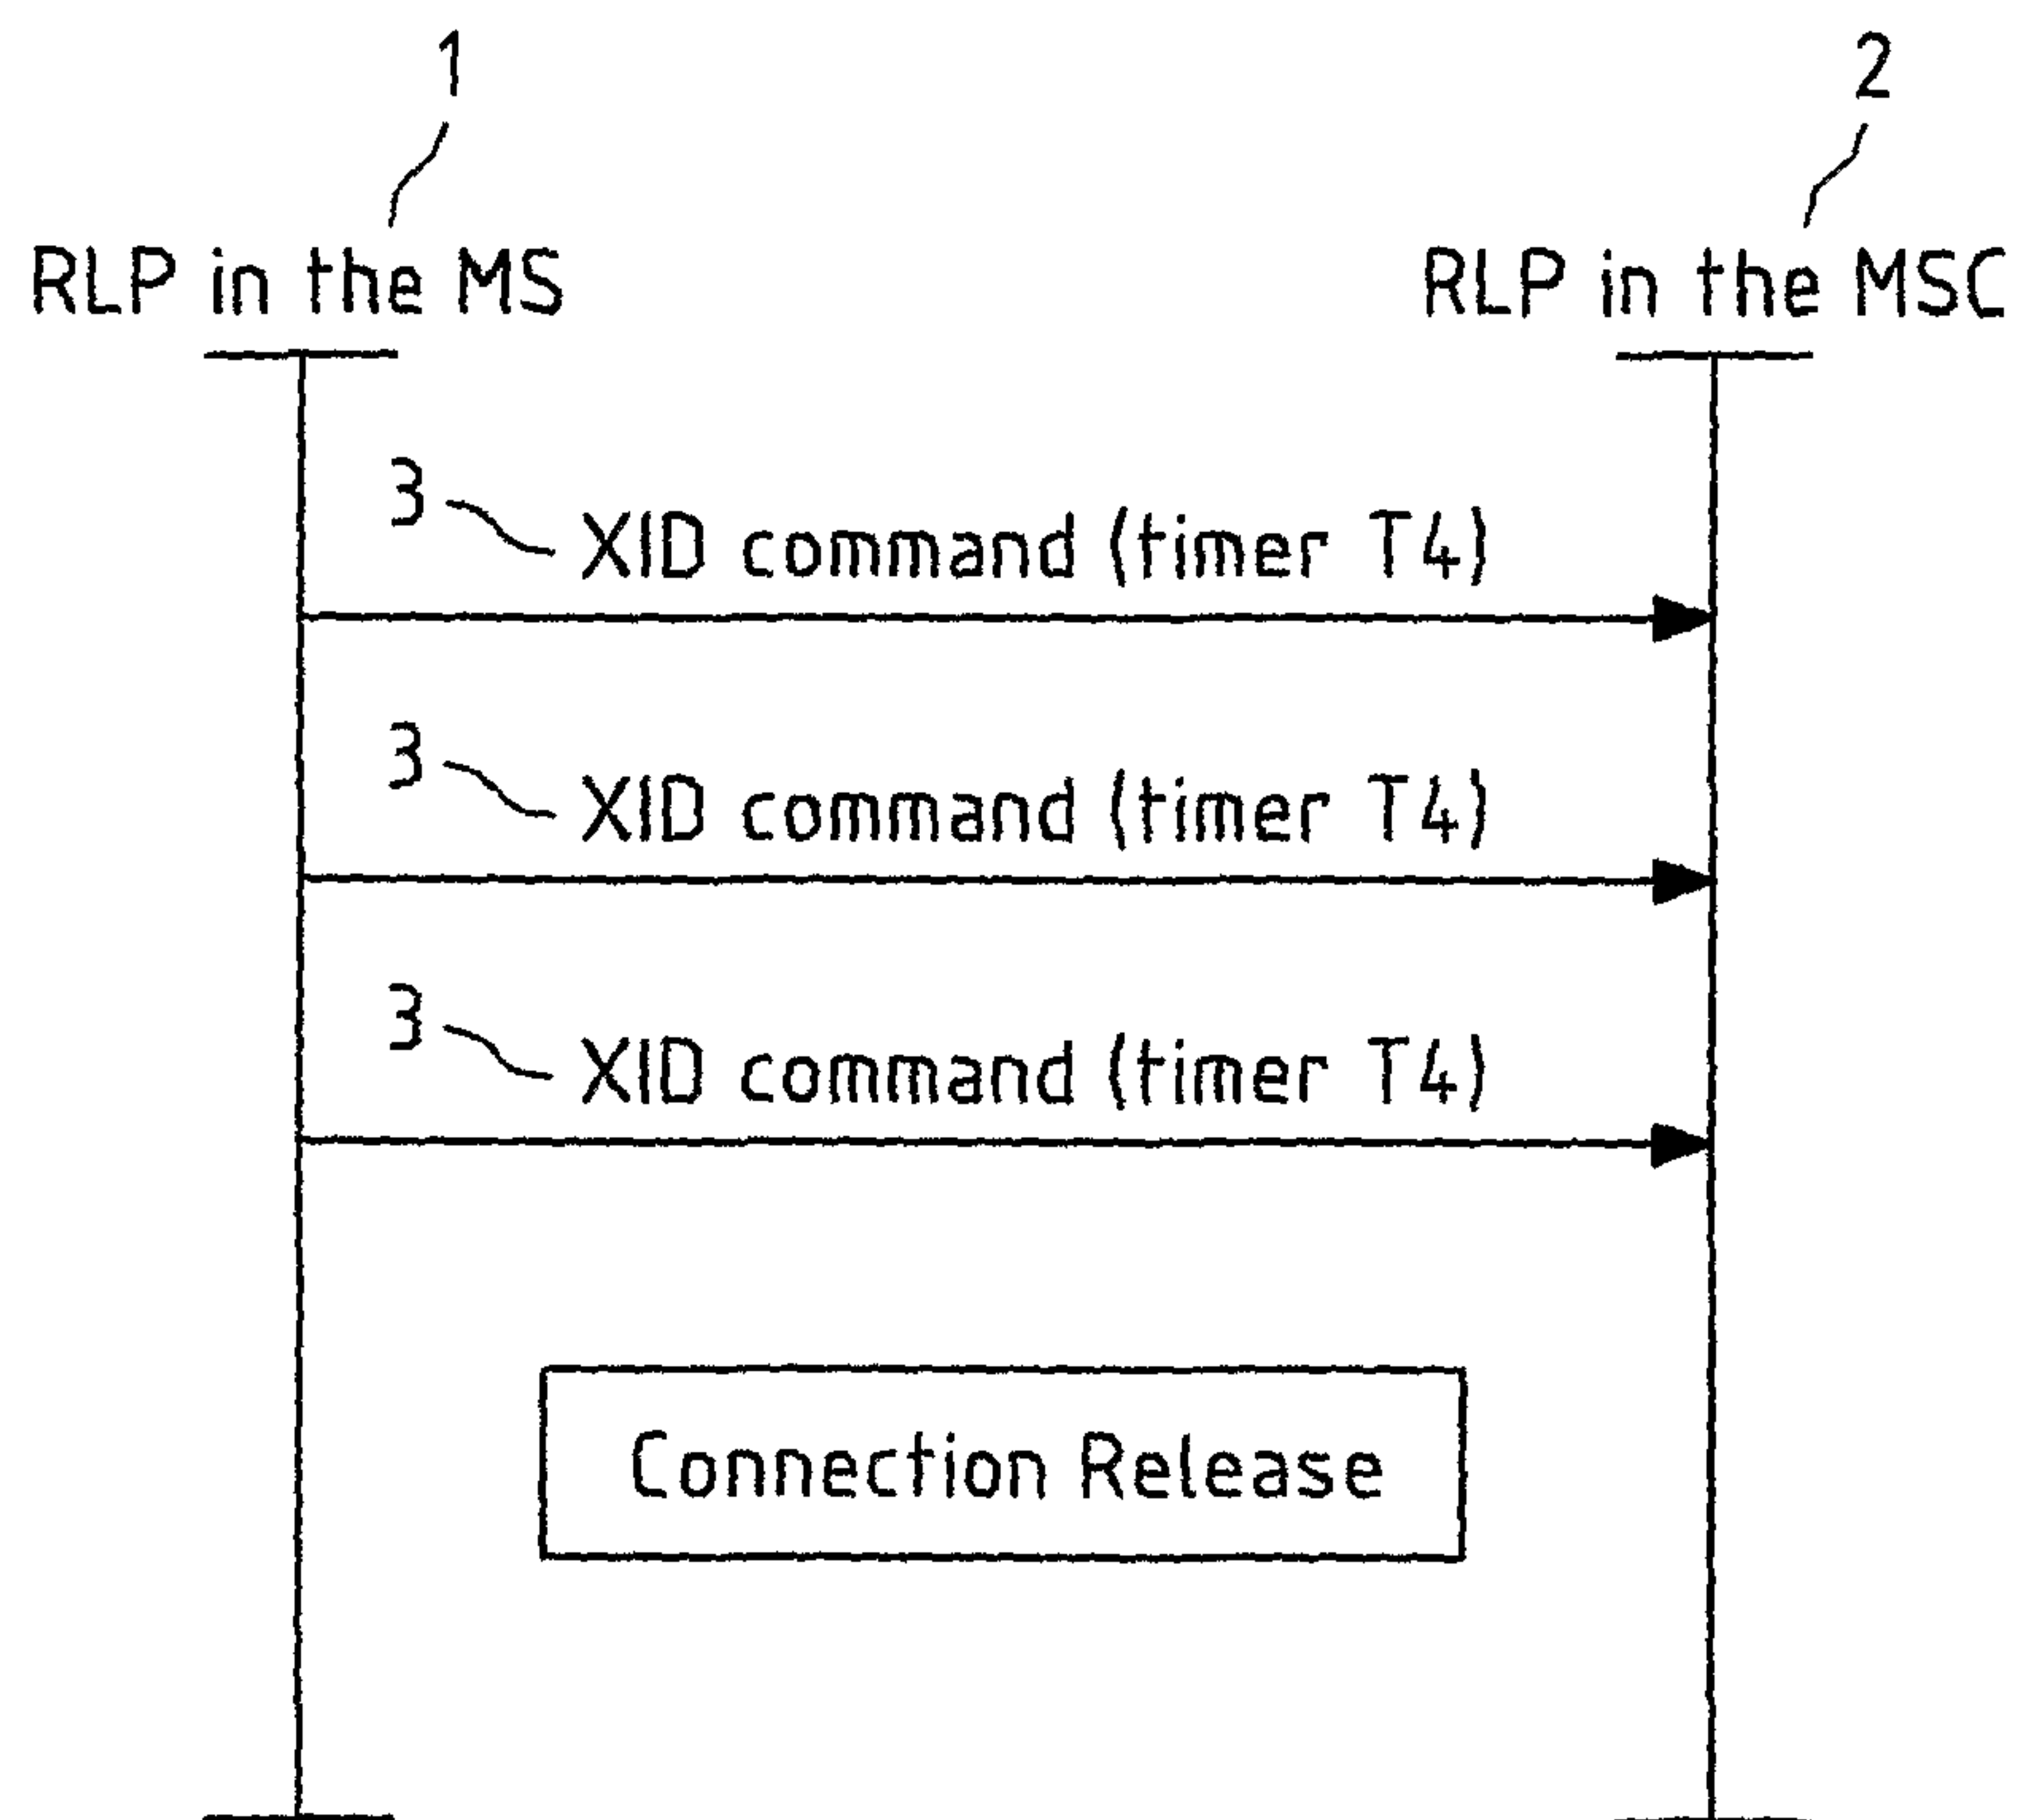 1
2
RLP in the MS
RLP in the MSC
3
XID command (timer T4)
3
XID command (timer T4)
3
XID command (timer T4)
Connection Release